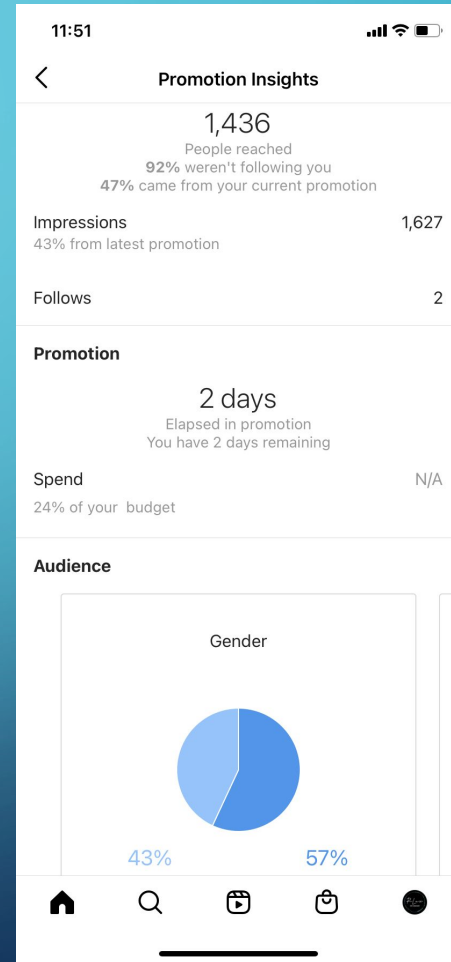 11:51
Promotion Insights
1,436
People reached
92% weren't following you
47% came from your current promotion
Impressions 1,627
43% from latest promotion
Follows 2
Promotion
2 days
Elapsed in promotion
You have 2 days remaining
Spend N/A
24% of your budget
Audience
Gender
43% 57%